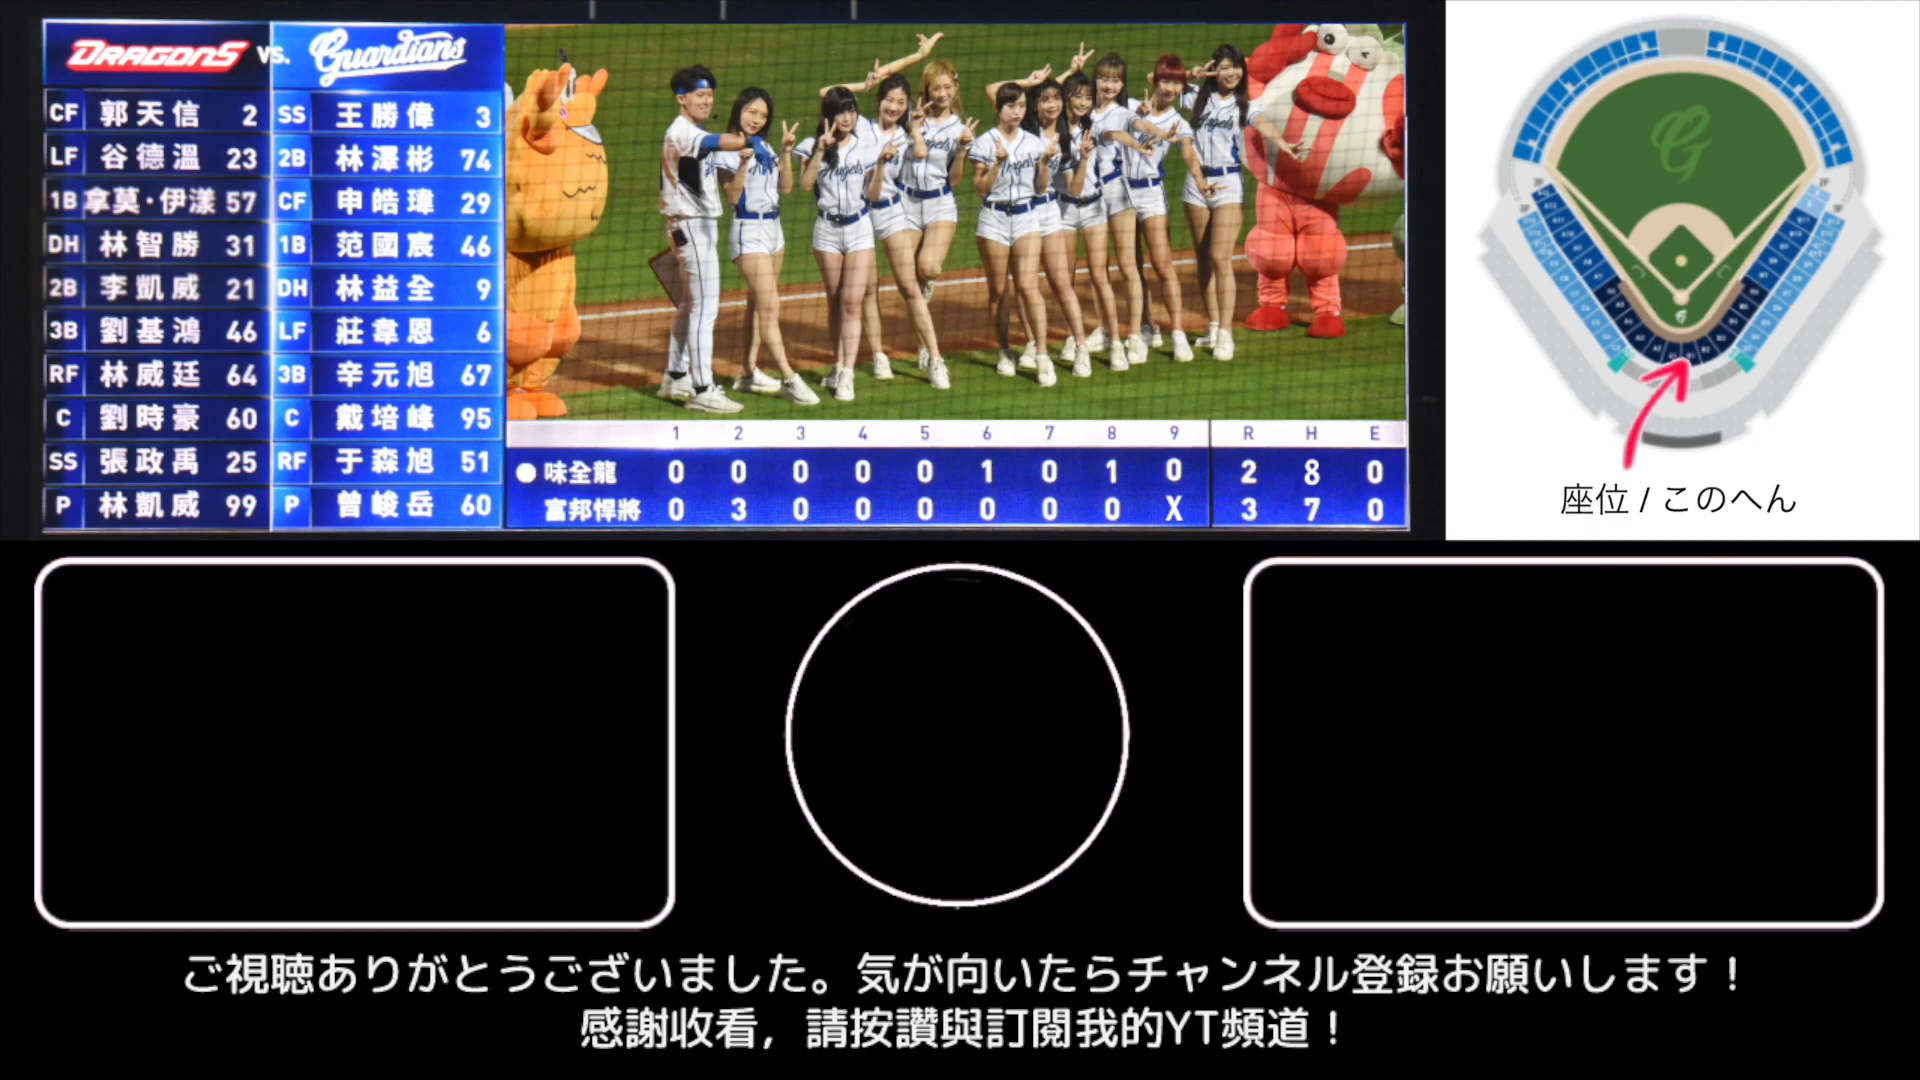 DRAGONS VS. Guardians
CF 郭天信 2 SS 王勝偉 3
LF 谷德溫 23 2B 林澤彬 74
1B 拿莫·伊漾 57 CF 申皓瑋 29
DH 林智勝 31 1B 范國宸 46
2B 李凱威 21 DH 林益全 9
3B 劉基鴻 46 LF 莊韋恩 6
RF 林威廷 64 3B 辛元旭 67
C 劉時豪 60 C 戴培峰 95
SS 張政禹 25 RF 于森旭 51
P 林凱威 99 P 曾峻岳 60
Angels
Angels
Angels
Angels
Angels
1 2 3 4 5 6 7 8 9 R H E
味全龍 0 0 0 0 0 1 0 1 0 2 8 0
富邦悍將 0 3 0 0 0 0 0 0 X 3 7 0
G
座位 / このへん
ご視聴ありがとうございました。気が向いたらチャンネル登録お願いします！
感謝收看，請按讚與訂閱我的YT頻道！